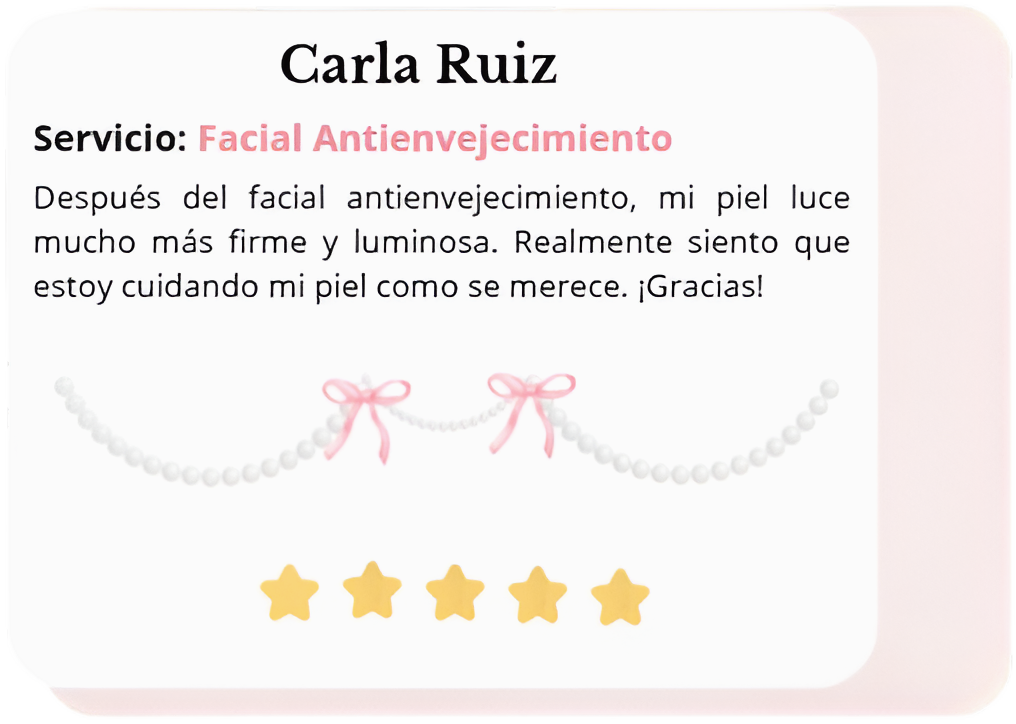 Carla Ruiz
Servicio: Facial Antienvejecimiento
Después del facial antienvejecimiento, mi piel luce
mucho más firme y luminosa. Realmente siento que
estoy cuidando mi piel como se merece. ¡Gracias!